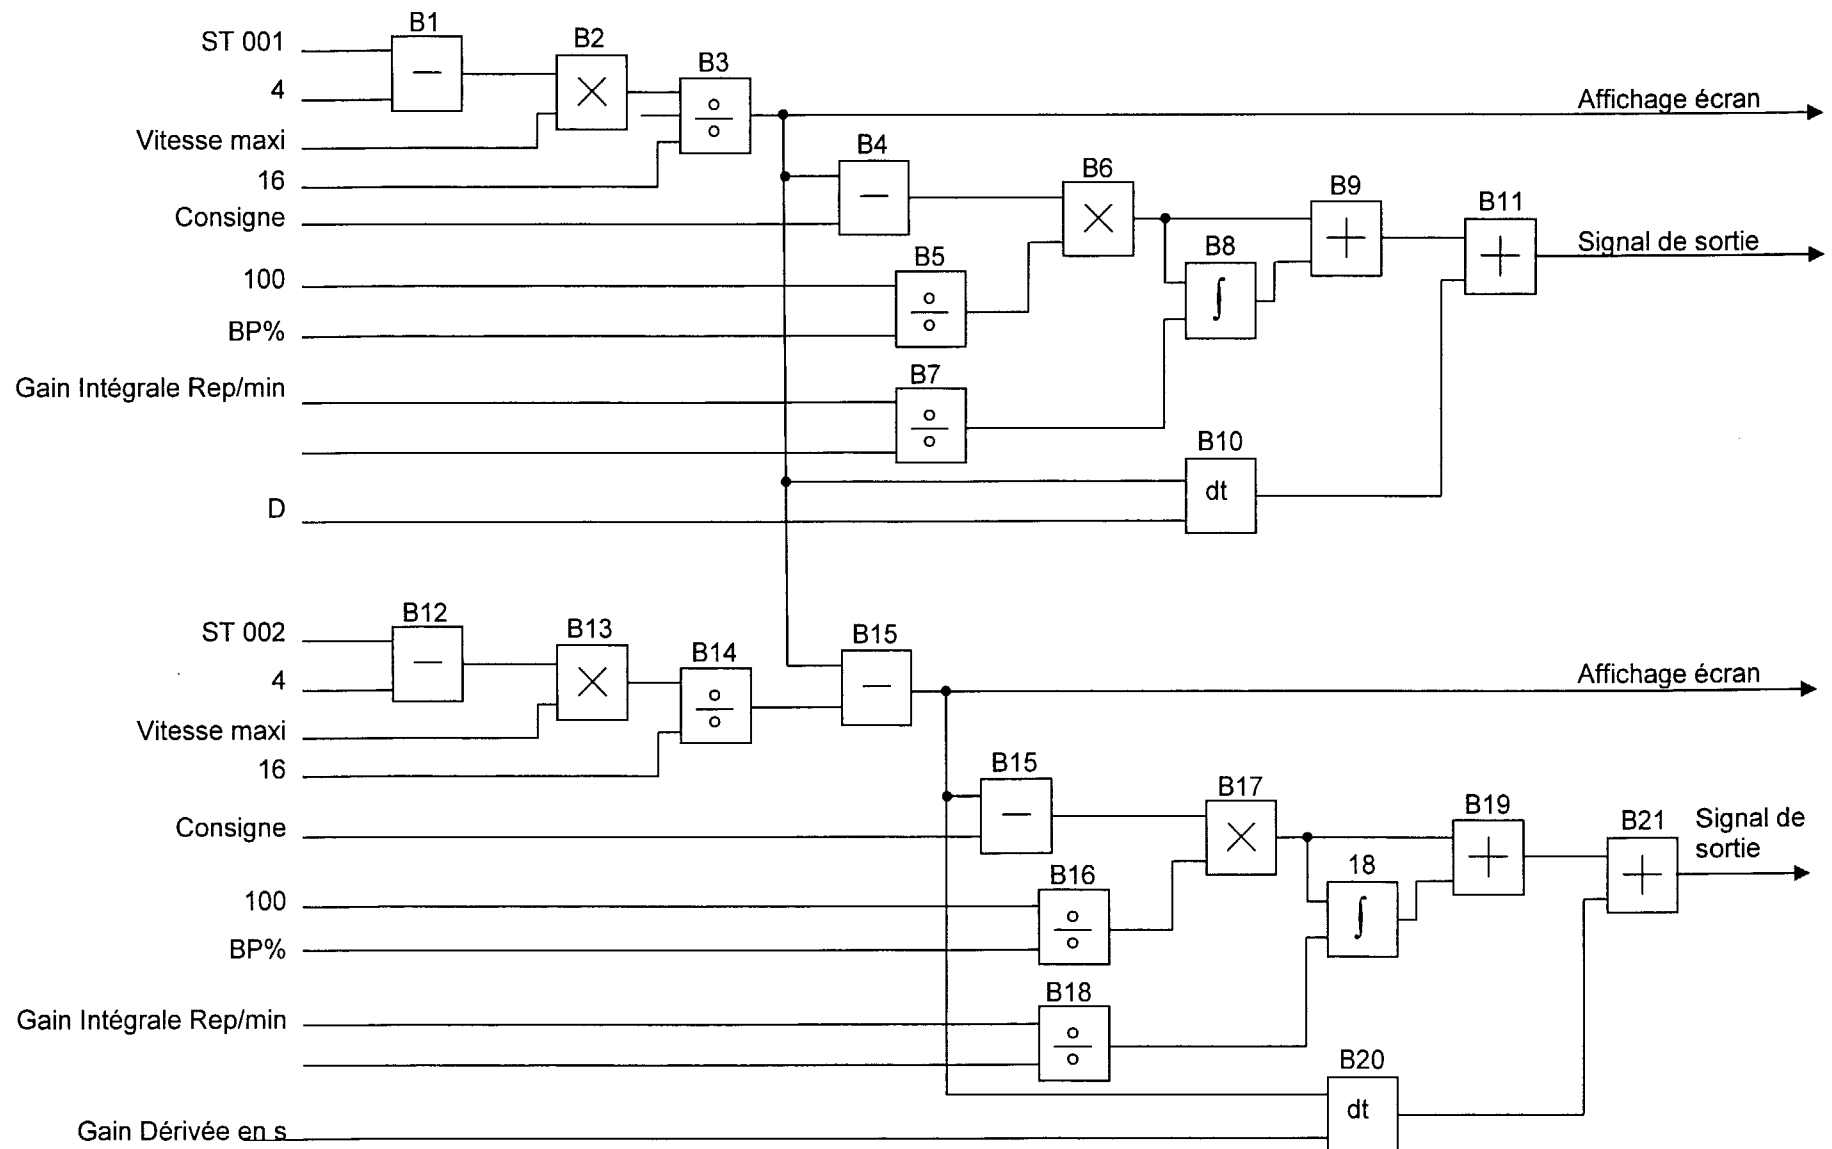 B1
ST 001
B2
B3
4
Affichage écran
Vitesse maxi
B4
16
B6
B9
B11
Consigne
B5
B8
Signal de sortie
100
BP%
B7
Gain Intégrale Rep/min
B10
dt
D
B12
ST 002
B13
B15
B14
4
Affichage écran
Vitesse maxi
16
B15
B17
B19
B21
Signal de
sortie
Consigne
B16
18
100
BP%
B18
Gain Intégrale Rep/min
B20
dt
Gain Dérivée en s